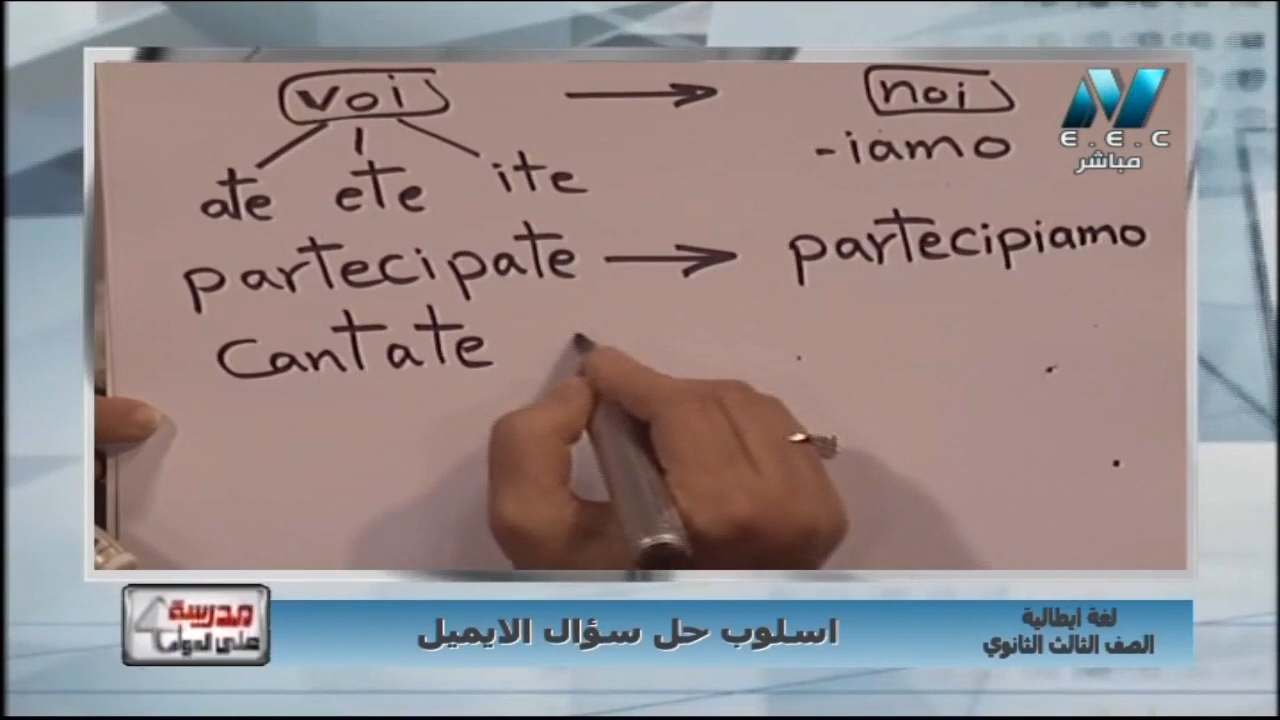 voi → noi
ate ete ite -iamo
partecipate → partecipiamo
Cantate
E.E.C
مباشر
مدرسة
على الهواء
لغة ايطالية
الصف الثالث الثانوي
اسلوب حل سؤال الايميل